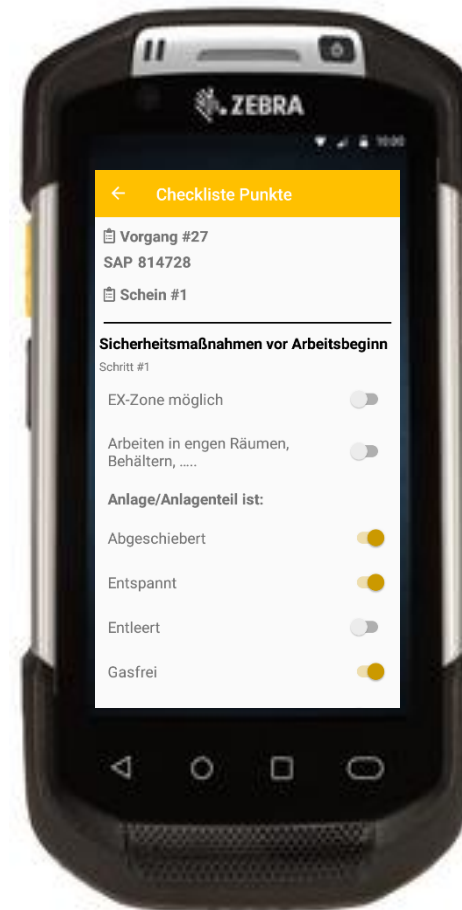 ZEBRA
10:00
Checkliste Punkte
Vorgang #27
SAP 814728
Schein #1
Sicherheitsmaßnahmen vor Arbeitsbeginn
Schritt #1
EX-Zone möglich
Arbeiten in engen Räumen,
Behältern, .....
Anlage/Anlagenteil ist:
Abgeschiebert
Entspannt
Entleert
Gasfrei